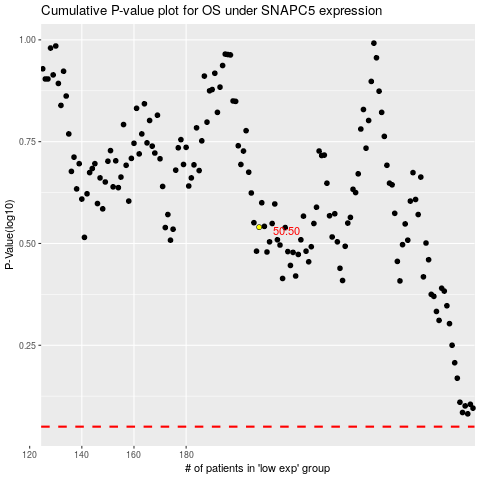 Cumulative P-value plot for OS under SNAPC5 expression
P-Value(log10)
1.00
0.75
0.50
0.25
50:50
120 140 160 180
# of patients in 'low exp' group